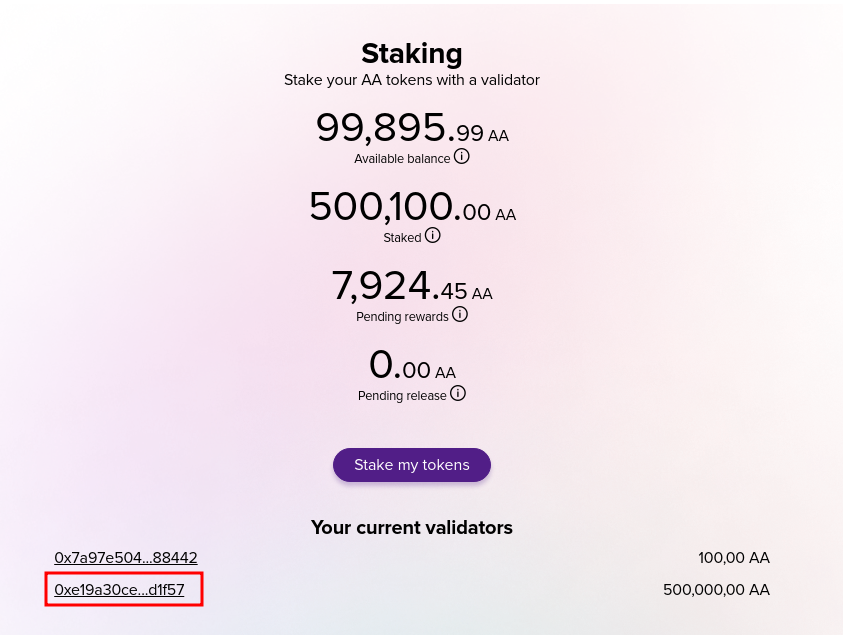 Staking
Stake your AA tokens with a validator
99,895.99 AA
Available balance
500,100.00 AA
Staked
7,924.45 AA
Pending rewards
0.00 AA
Pending release
Stake my tokens
Your current validators
0x7a97e504...88442 100,00 AA
0xe19a30ce...d1f57 500,000,00 AA